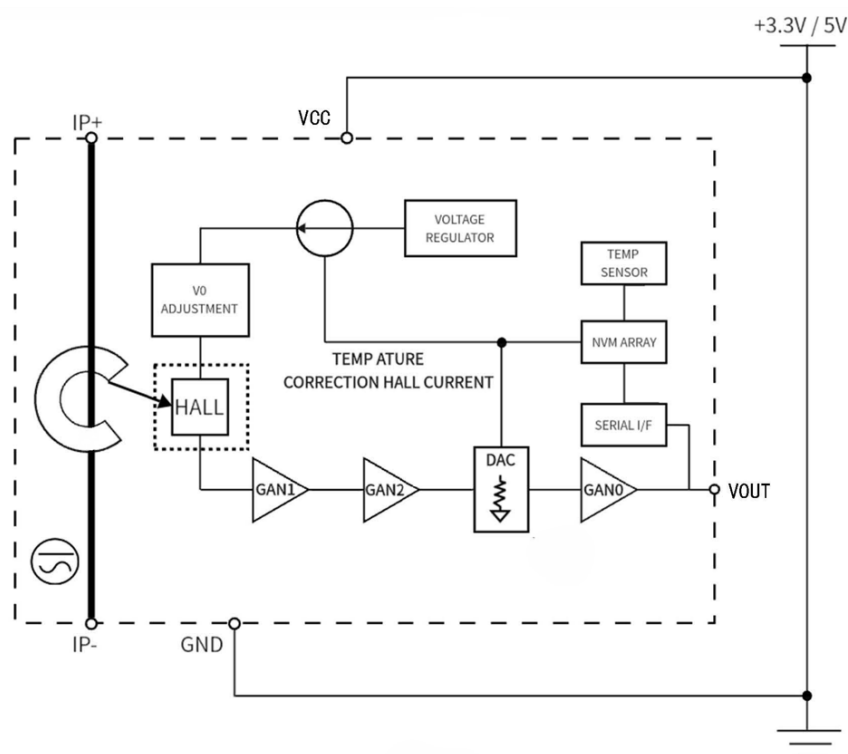 +3.3V / 5V
IP+
VCC
VOLTAGE
REGULATOR
TEMP
SENSOR
V0
ADJUSTMENT
NVM ARRAY
TEMP ATURE
CORRECTION HALL CURRENT
HALL
SERIAL I/F
DAC
GAN1
GAN2
GAN0
VOUT
IP-
GND